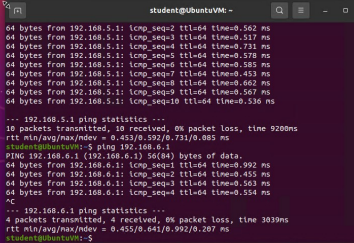 student@UbuntuVM: ~
64 bytes from 192.168.5.1: icmp_seq=2 ttl=64 time=0.562 ms
64 bytes from 192.168.5.1: icmp_seq=3 ttl=64 time=0.517 ms
64 bytes from 192.168.5.1: icmp_seq=4 ttl=64 time=0.731 ms
64 bytes from 192.168.5.1: icmp_seq=5 ttl=64 time=0.578 ms
64 bytes from 192.168.5.1: icmp_seq=6 ttl=64 time=0.585 ms
64 bytes from 192.168.5.1: icmp_seq=7 ttl=64 time=0.453 ms
64 bytes from 192.168.5.1: icmp_seq=8 ttl=64 time=0.662 ms
64 bytes from 192.168.5.1: icmp_seq=9 ttl=64 time=0.567 ms
64 bytes from 192.168.5.1: icmp_seq=10 ttl=64 time=0.536 ms
--- 192.168.5.1 ping statistics ---
10 packets transmitted, 10 received, 0% packet loss, time 9200ms
rtt min/avg/max/mdev = 0.453/0.592/0.731/0.085 ms
student@UbuntuVM:~$ ping 192.168.6.1
PING 192.168.6.1 (192.168.6.1) 56(84) bytes of data.
64 bytes from 192.168.6.1: icmp_seq=1 ttl=64 time=0.992 ms
64 bytes from 192.168.6.1: icmp_seq=2 ttl=64 time=0.455 ms
64 bytes from 192.168.6.1: icmp_seq=3 ttl=64 time=0.563 ms
64 bytes from 192.168.6.1: icmp_seq=4 ttl=64 time=0.554 ms
^C
--- 192.168.6.1 ping statistics ---
4 packets transmitted, 4 received, 0% packet loss, time 3039ms
rtt min/avg/max/mdev = 0.455/0.641/0.992/0.207 ms
student@UbuntuVM:~$